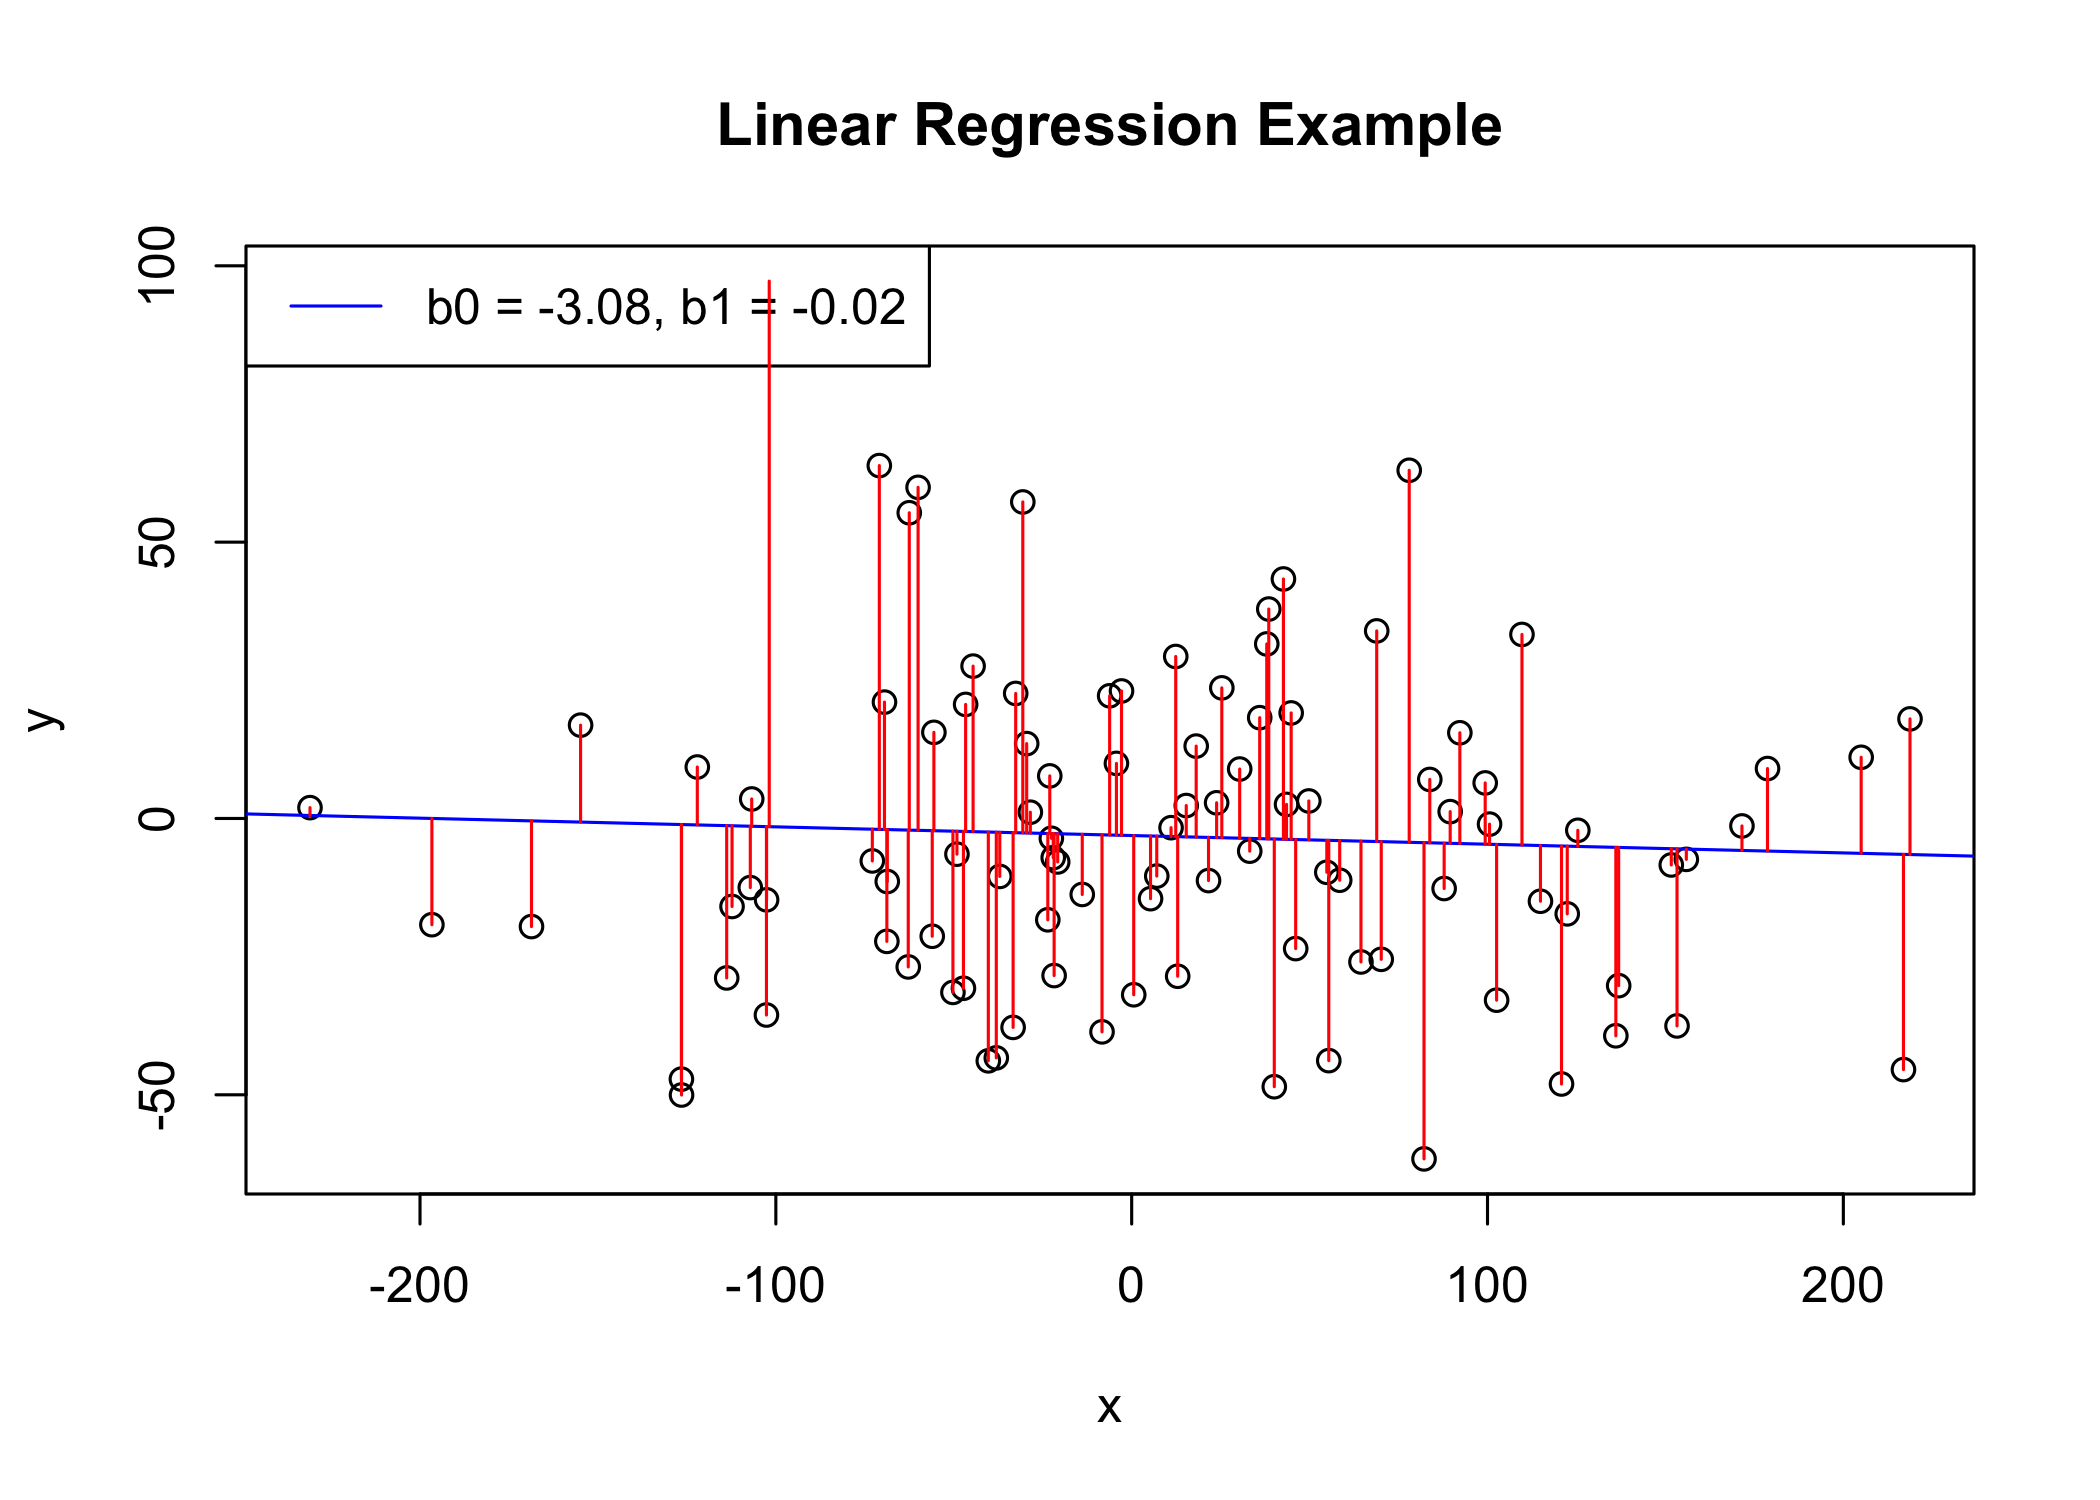 Linear Regression Example
b0 = -3.08, b1 = -0.02
100
50
0
-50
y
-200 -100 0 100 200
x